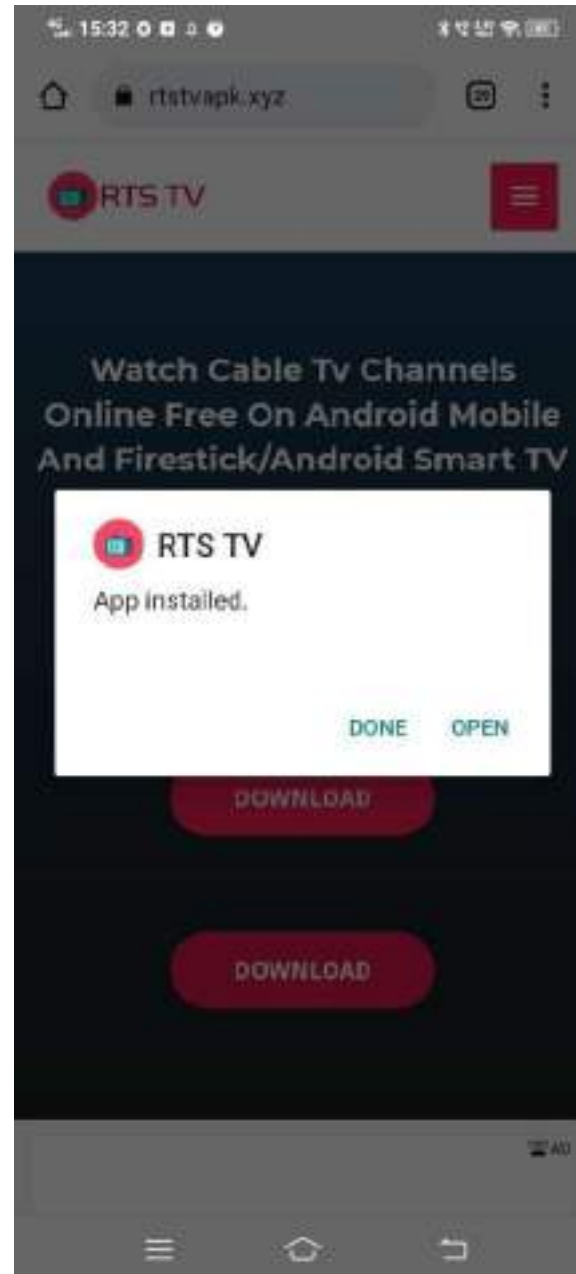 15:32
rtstvapk.xyz
20
RTS TV
Watch Cable Tv Channels
Online Free On Android Mobile
And Firestick/Android Smart TV
RTS TV
App installed.
DONE OPEN
DOWNLOAD
DOWNLOAD